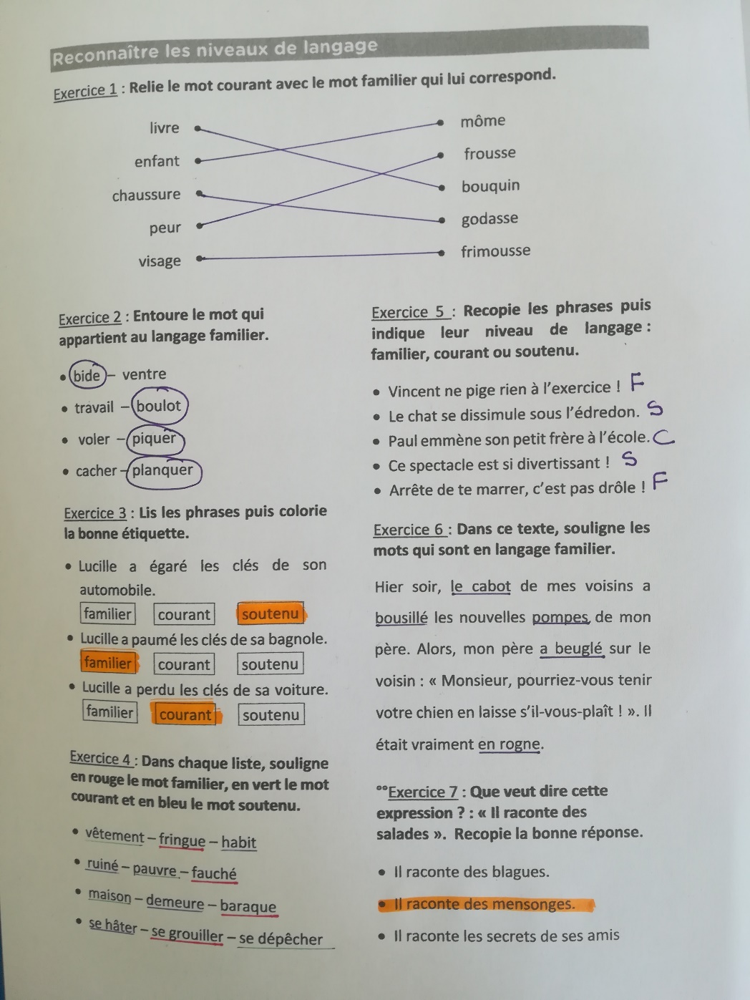 Reconnaître les niveaux de langage
Exercice 1 : Relie le mot courant avec le mot familier qui lui correspond.
livre môme
enfant frousse
chaussure bouquin
peur godasse
visage frimousse
Exercice 2 : Entoure le mot qui
appartient au langage familier.
• bide – ventre
• travail – boulot
• voler – piquer
• cacher – planquer
Exercice 3 : Lis les phrases puis colorie
la bonne étiquette.
• Lucille a égaré les clés de son
automobile.
familier courant soutenu
• Lucille a paumé les clés de sa bagnole.
familier courant soutenu
• Lucille a perdu les clés de sa voiture.
familier courant soutenu
Exercice 4 : Dans chaque liste, souligne
en rouge le mot familier, en vert le mot
courant et en bleu le mot soutenu.
• vêtement – fringue – habit
• ruiné – pauvre – fauché
• maison – demeure – baraque
• se hâter – se grouiller – se dépêcher
Exercice 5 : Recopie les phrases puis
indique leur niveau de langage :
familier, courant ou soutenu.
• Vincent ne pige rien à l'exercice ! F
• Le chat se dissimule sous l'édredon. S
• Paul emmène son petit frère à l'école. C
• Ce spectacle est si divertissant ! S
• Arrête de te marrer, c'est pas drôle ! F
Exercice 6 : Dans ce texte, souligne les
mots qui sont en langage familier.
Hier soir, le cabot de mes voisins a
bousillé les nouvelles pompes de mon
père. Alors, mon père a beuglé sur le
voisin : « Monsieur, pourriez-vous tenir
votre chien en laisse s'il-vous-plaît ! ». Il
était vraiment en rogne.
°°Exercice 7 : Que veut dire cette
expression ? : « Il raconte des
salades ». Recopie la bonne réponse.
• Il raconte des blagues.
• Il raconte des mensonges.
• Il raconte les secrets de ses amis